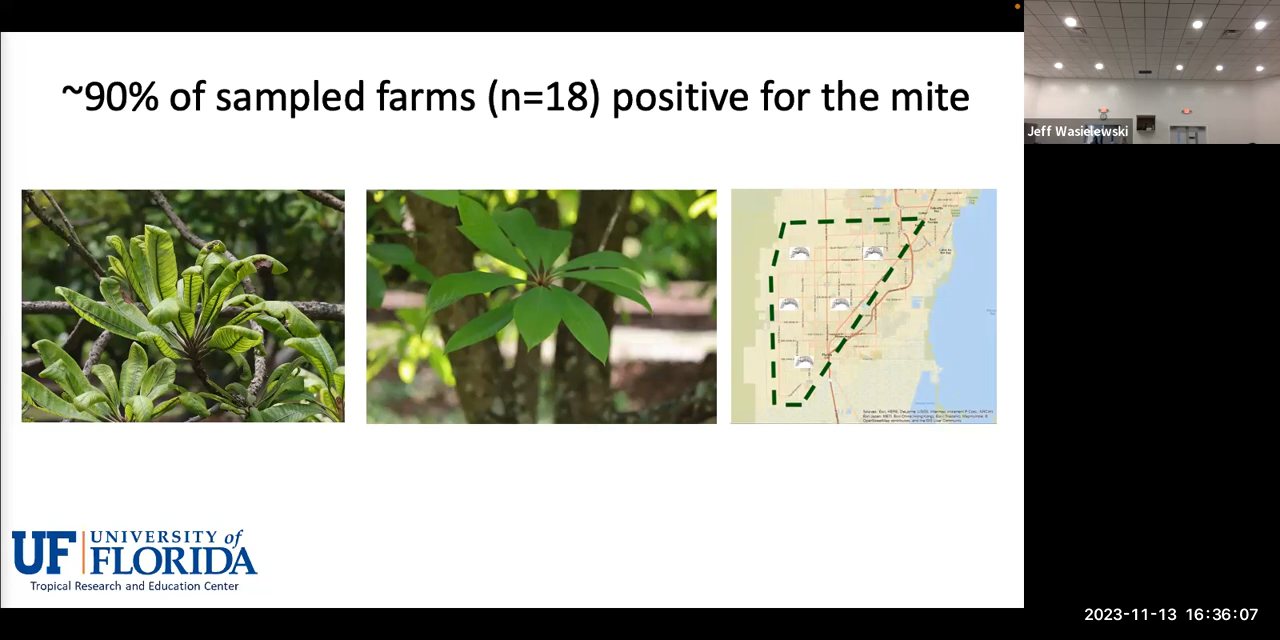 ~90% of sampled farms (n=18) positive for the mite
Jeff Wasielewski
UF
UNIVERSITY of
FLORIDA
Tropical Research and Education Center
2023-11-13 16:36:07